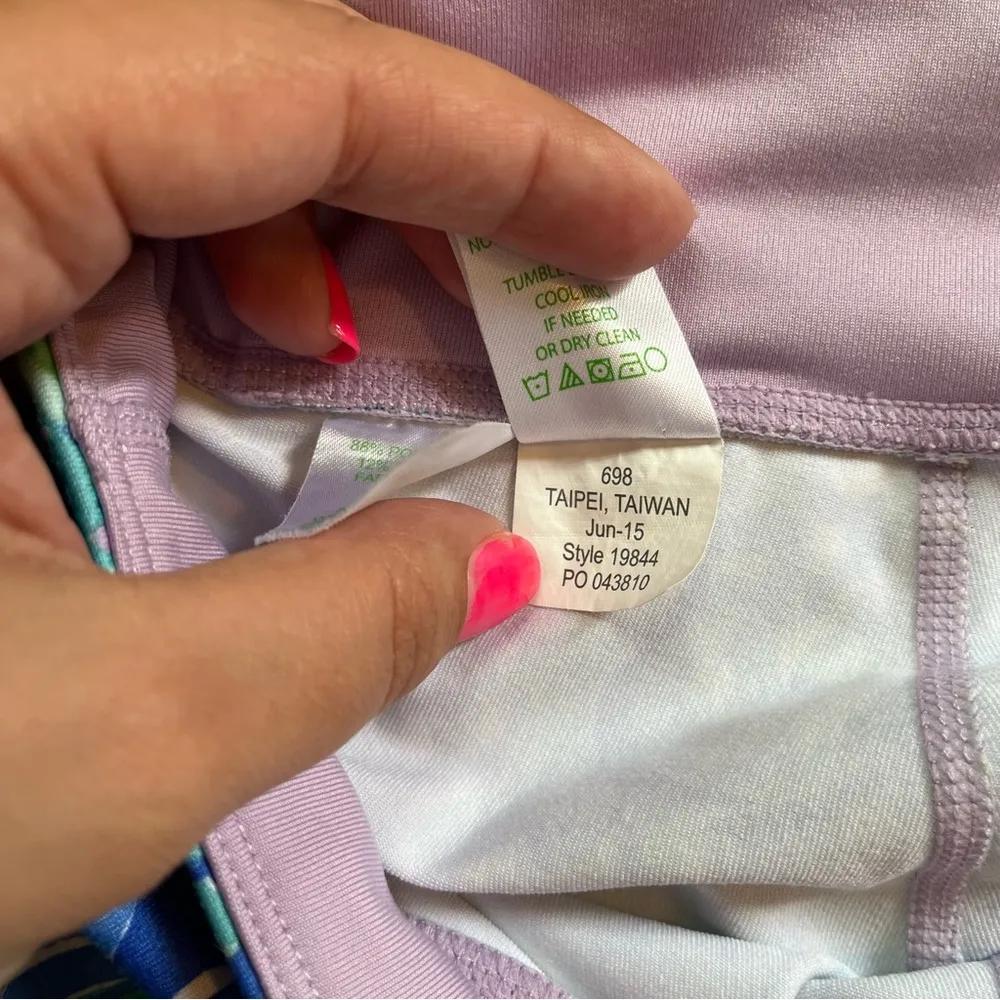 TUMBLE
COOL IRON
IF NEEDED
OR DRY CLEAN
698
TAIPEI, TAIWAN
Jun-15
Style 19844
PO 043810